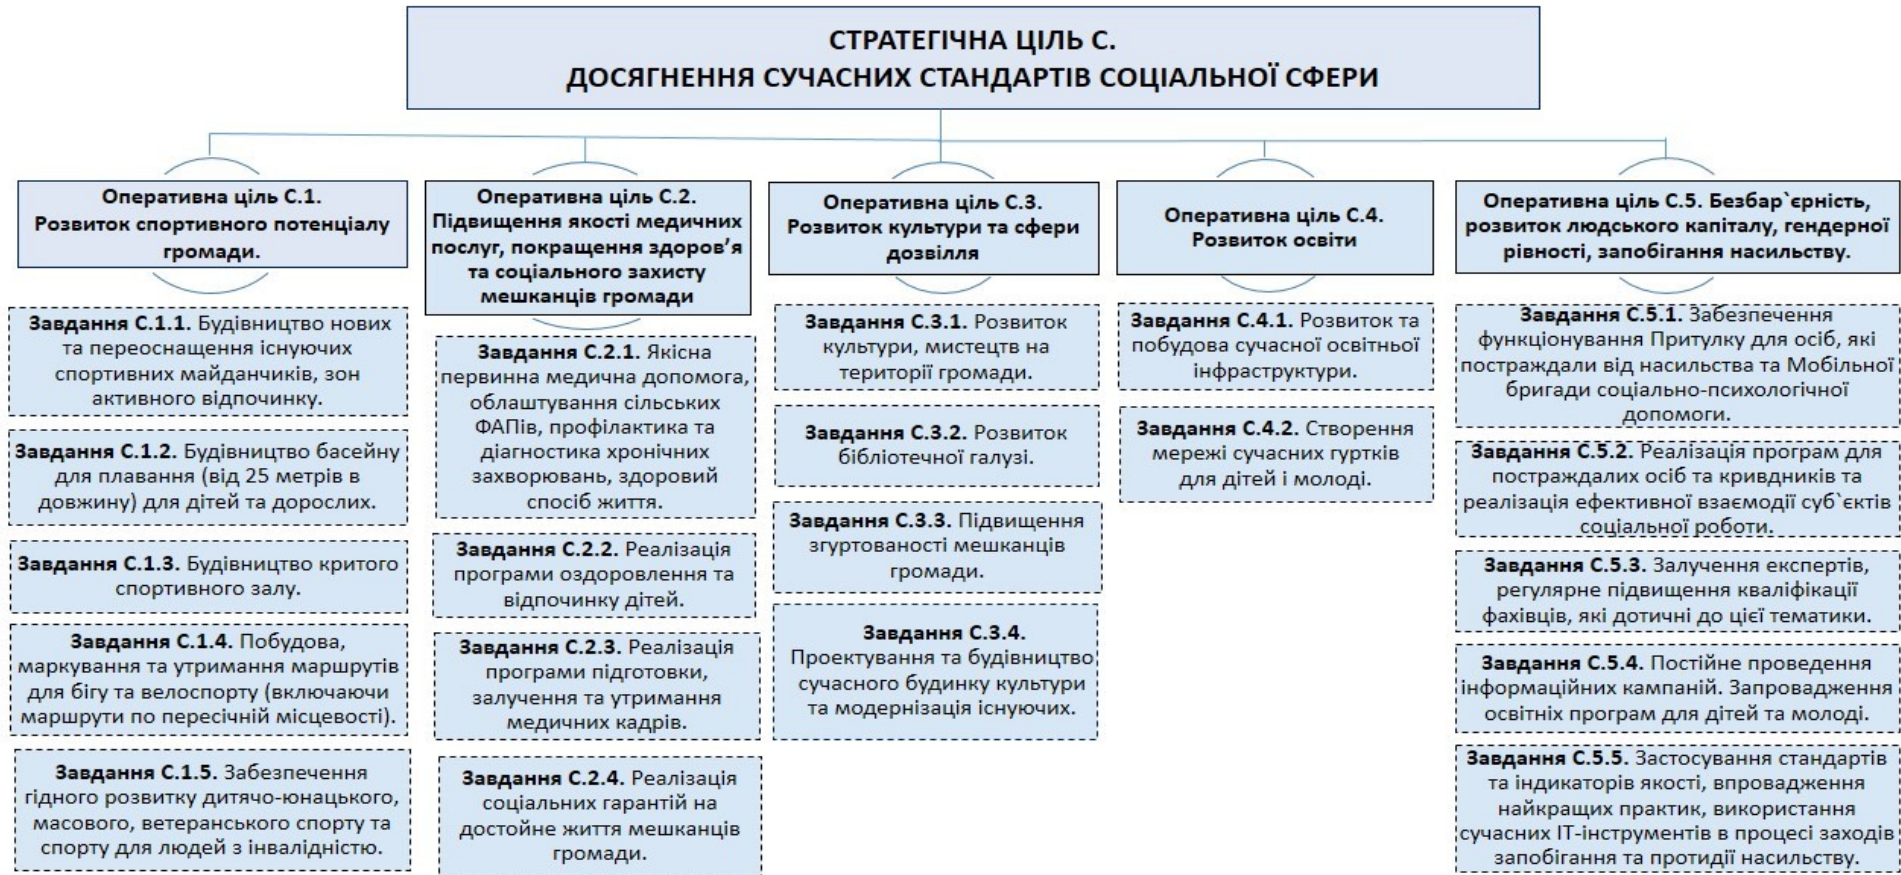 СТРАТЕГІЧНА ЦІЛЬ С.
ДОСЯГНЕННЯ СУЧАСНИХ СТАНДАРТІВ СОЦІАЛЬНОЇ СФЕРИ
Оперативна ціль С.1.
Розвиток спортивного потенціалу
громади.
Завдання С.1.1. Будівництво нових
та переоснащення існуючих
спортивних майданчиків, зон
активного відпочинку.
Завдання С.1.2. Будівництво басейну
для плавання (від 25 метрів в
довжину) для дітей та дорослих.
Завдання С.1.3. Будівництво критого
спортивного залу.
Завдання С.1.4. Побудова,
маркування та утримання маршрутів
для бігу та велоспорту (включаючи
маршрути по пересічній місцевості).
Завдання С.1.5. Забезпечення
гідного розвитку дитячо-юнацького,
масового, ветеранського спорту та
спорту для людей з інвалідністю.
Оперативна ціль С.2.
Підвищення якості медичних
послуг, покращення здоров’я
та соціального захисту
мешканців громади
Завдання С.2.1. Якісна
первинна медична допомога,
облаштування сільських
ФАПів, профілактика та
діагностика хронічних
захворювань, здоровий
спосіб життя.
Завдання С.2.2. Реалізація
програми оздоровлення та
відпочинку дітей.
Завдання С.2.3. Реалізація
програми підготовки,
залучення та утримання
медичних кадрів.
Завдання С.2.4. Реалізація
соціальних гарантій на
достойне життя мешканців
громади.
Оперативна ціль С.3.
Розвиток культури та сфери
дозвілля
Завдання С.3.1. Розвиток
культури, мистецтв на
території громади.
Завдання С.3.2. Розвиток
бібліотечної галузі.
Завдання С.3.3. Підвищення
згуртованості мешканців
громади.
Завдання С.3.4.
Проектування та будівництво
сучасного будинку культури
та модернізація існуючих.
Оперативна ціль С.4.
Розвиток освіти
Завдання С.4.1. Розвиток та
побудова сучасної освітньої
інфраструктури.
Завдання С.4.2. Створення
мережі сучасних гуртків
для дітей і молоді.
Оперативна ціль С.5. Безбар`єрність,
розвиток людського капіталу, гендерної
рівності, запобігання насильству.
Завдання С.5.1. Забезпечення
функціонування Притулку для осіб, які
постраждали від насильства та Мобільної
бригади соціально-психологічної
допомоги.
Завдання С.5.2. Реалізація програм для
постраждалих осіб та кривдників та
реалізація ефективної взаємодії суб`єктів
соціальної роботи.
Завдання С.5.3. Залучення експертів,
регулярне підвищення кваліфікації
фахівців, які дотичні до цієї тематики.
Завдання С.5.4. Постійне проведення
інформаційних кампаній. Запровадження
освітніх програм для дітей та молоді.
Завдання С.5.5. Застосування стандартів
та індикаторів якості, впровадження
найкращих практик, використання
сучасних ІТ-інструментів в процесі заходів
запобігання та протидії насильству.